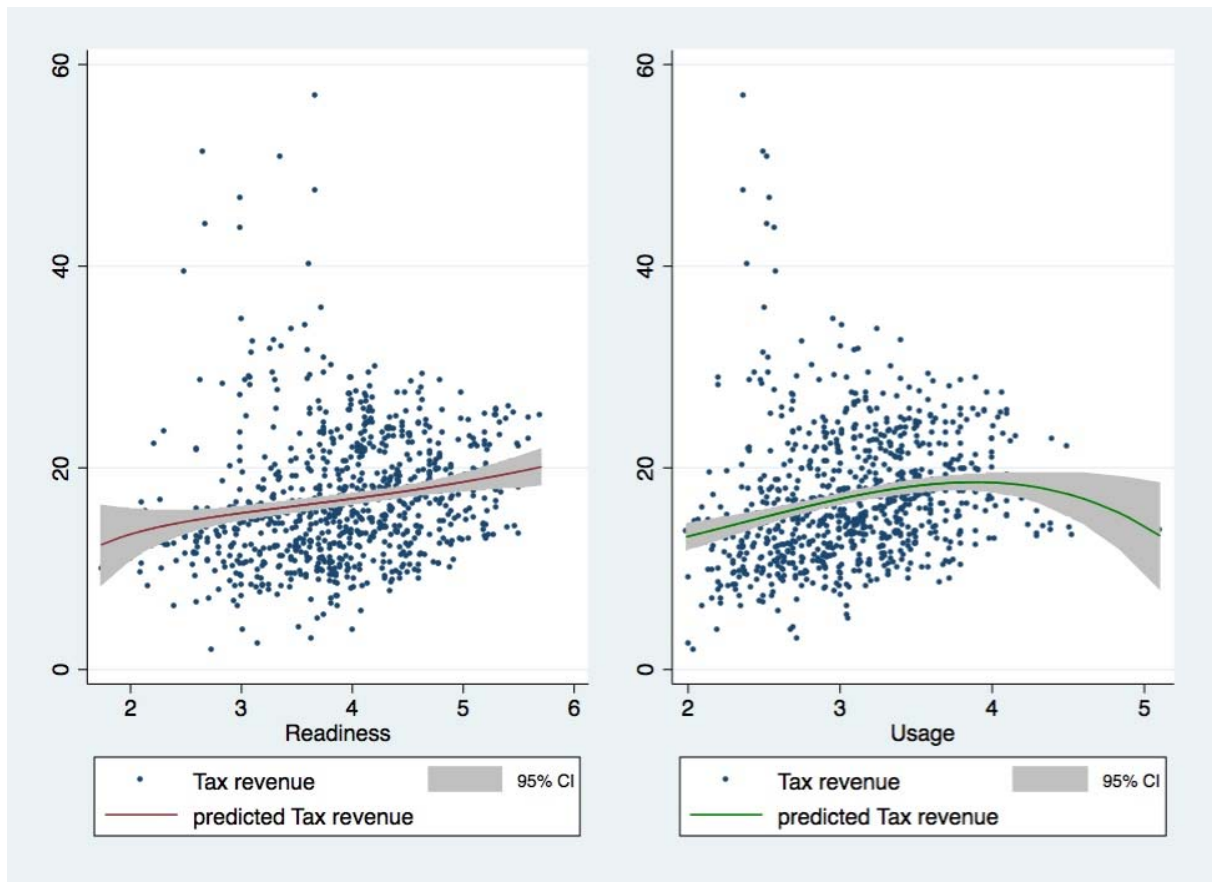 60
40
20
0
2 3 4 5 6
Readiness
Tax revenue 95% CI
predicted Tax revenue
60
40
20
0
2 3 4 5
Usage
Tax revenue 95% CI
predicted Tax revenue